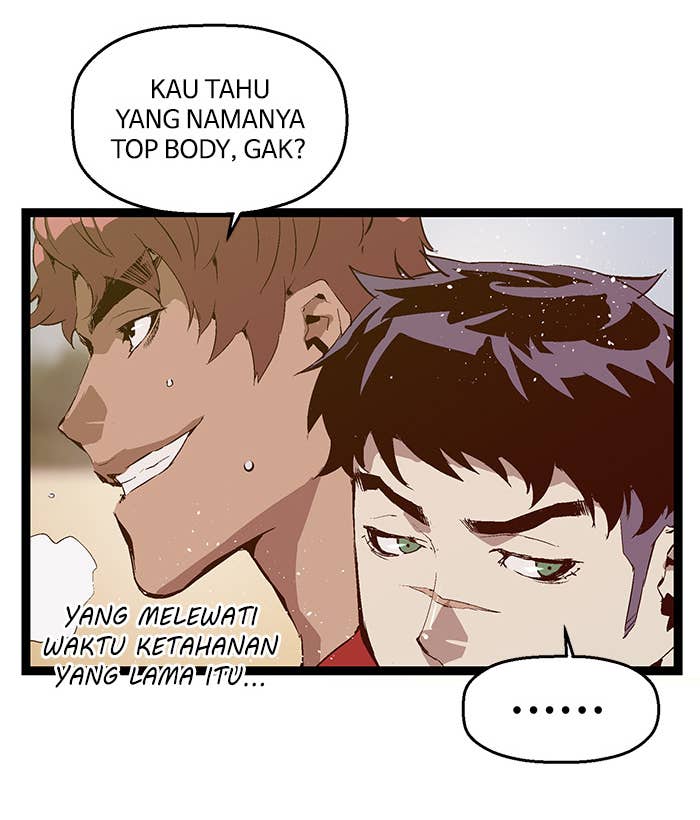 KAU TAHU
YANG NAMANYA
TOP BODY, GAK?
YANG MELEWATI
WAKTU KETAHANAN
YANG LAMA ITU...
••••••